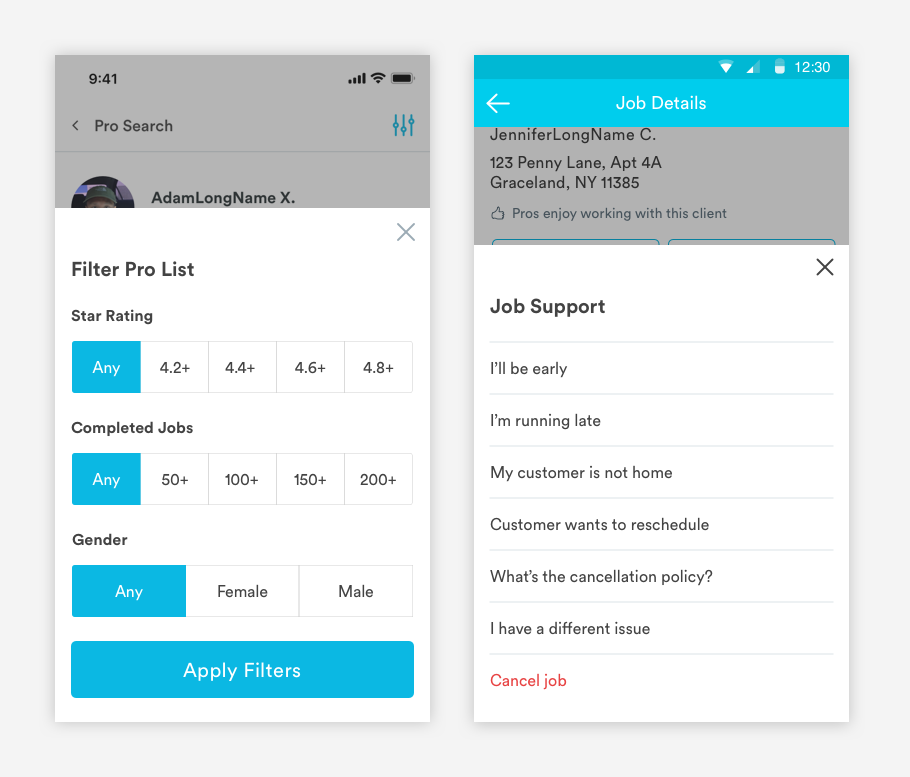 9:41
Pro Search
AdamLongName X.
Filter Pro List
Star Rating
Any 4.2+ 4.4+ 4.6+ 4.8+
Completed Jobs
Any 50+ 100+ 150+ 200+
Gender
Any Female Male
Apply Filters
12:30
Job Details
JenniferLongName C.
123 Penny Lane, Apt 4A
Graceland, NY 11385
Pros enjoy working with this client
Job Support
I’ll be early
I’m running late
My customer is not home
Customer wants to reschedule
What’s the cancellation policy?
I have a different issue
Cancel job